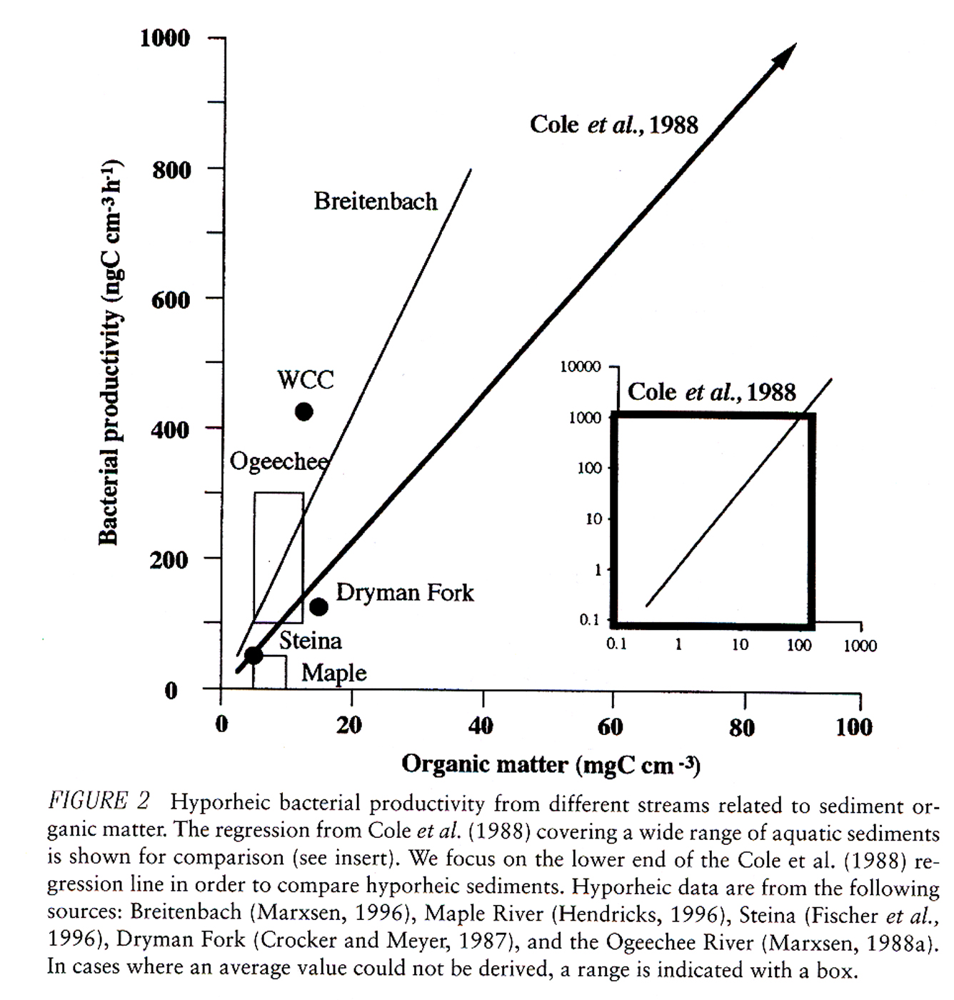 1000
800
600
400
200
0
Bacterial productivity (ngC cm-3 h-1)
Cole et al., 1988
Breitenbach
WCC
Ogeechee
Dryman Fork
Steina
Maple
10000
Cole et al., 1988
1000
100
10
1
0.1
0.1 1 10 100 1000
0 20 40 60 80 100
Organic matter (mgC cm -3)
FIGURE 2 Hyporheic bacterial productivity from different streams related to sediment or-
ganic matter. The regression from Cole et al. (1988) covering a wide range of aquatic sediments
is shown for comparison (see insert). We focus on the lower end of the Cole et al. (1988) re-
gression line in order to compare hyporheic sediments. Hyporheic data are from the following
sources: Breitenbach (Marxsen, 1996), Maple River (Hendricks, 1996), Steina (Fischer et al.,
1996), Dryman Fork (Crocker and Meyer, 1987), and the Ogeechee River (Marxsen, 1988a).
In cases where an average value could not be derived, a range is indicated with a box.